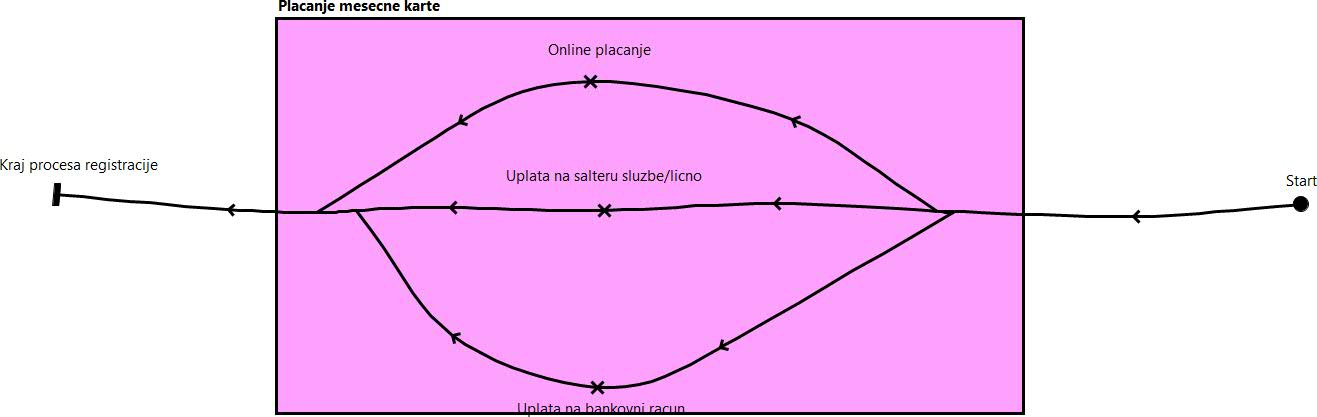 Placanje mesecne karte
Online placanje
Kraj procesa registracije
Uplata na salteru sluzbe/licno
Start
Uplata na bankovni racun